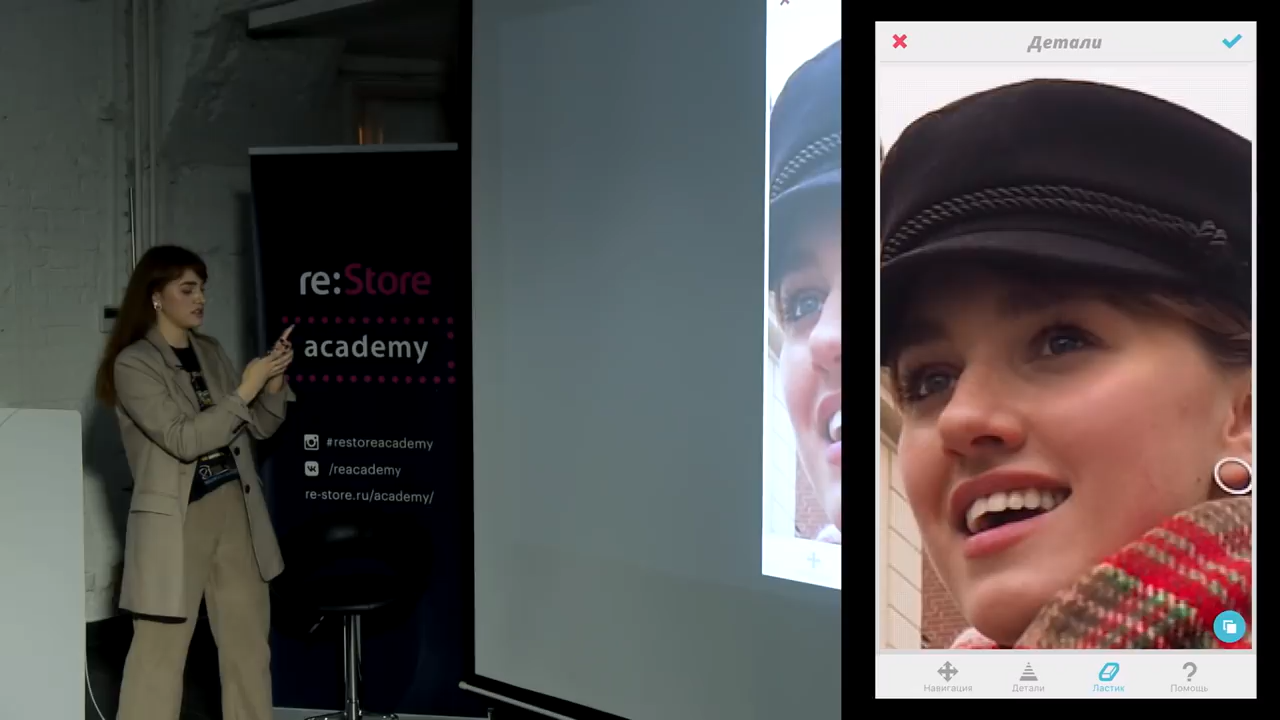 re:Store
academy
#restoreacademy
/reacademy
re-store.ru/academy/
Детали
Навигация
Детали
Ластик
Помощь